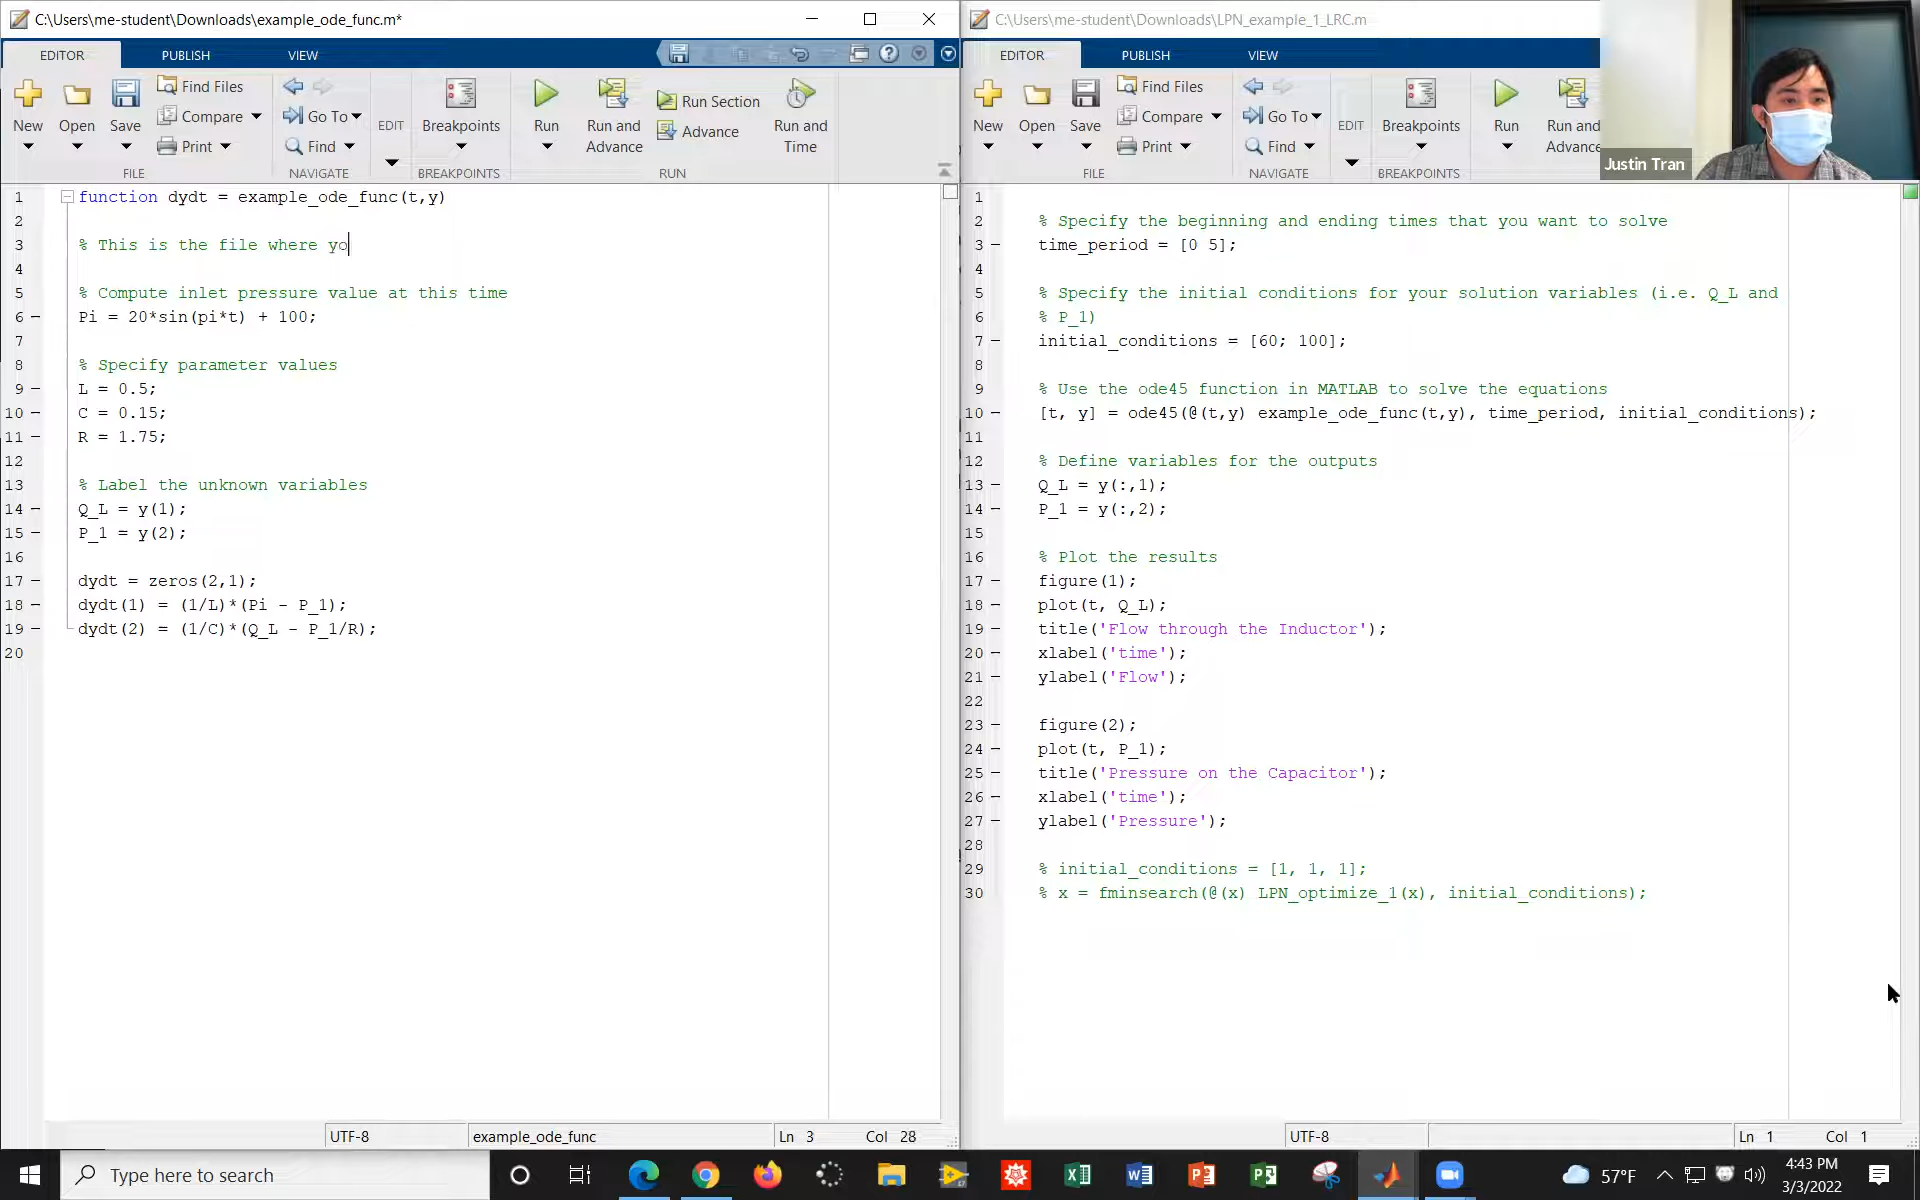 C:\Users\me-student\Downloads\example_ode_func.m*
EDITOR PUBLISH VIEW
New Open Save
Find Files
Compare
Print
FILE
Go To
Find
NAVIGATE
EDIT
Breakpoints
BREAKPOINTS
Run
Run and Advance
Run Section
Advance
Run and Time
RUN
1 function dydt = example_ode_func(t,y)
2
3 % This is the file where yo
4
5 % Compute inlet pressure value at this time
6 – Pi = 20*sin(pi*t) + 100;
7
8 % Specify parameter values
9 – L = 0.5;
10 – C = 0.15;
11 – R = 1.75;
12
13 % Label the unknown variables
14 – Q_L = y(1);
15 – P_1 = y(2);
16
17 – dydt = zeros(2,1);
18 – dydt(1) = (1/L)*(Pi - P_1);
19 – dydt(2) = (1/C)*(Q_L - P_1/R);
20
UTF-8 example_ode_func Ln 3 Col 28
C:\Users\me-student\Downloads\LPN_example_1_LRC.m
EDITOR PUBLISH VIEW
New Open Save
Find Files
Compare
Print
FILE
Go To
Find
NAVIGATE
EDIT
Breakpoints
BREAKPOINTS
Run
Run and
Advance
Justin Tran
1
2 % Specify the beginning and ending times that you want to solve
3 – time_period = [0 5];
4
5 % Specify the initial conditions for your solution variables (i.e. Q_L and
6 % P_1)
7 – initial_conditions = [60; 100];
8
9 % Use the ode45 function in MATLAB to solve the equations
10 – [t, y] = ode45(@(t,y) example_ode_func(t,y), time_period, initial_conditions);
11
12 % Define variables for the outputs
13 – Q_L = y(:,1);
14 – P_1 = y(:,2);
15
16 % Plot the results
17 – figure(1);
18 – plot(t, Q_L);
19 – title('Flow through the Inductor');
20 – xlabel('time');
21 – ylabel('Flow');
22
23 – figure(2);
24 – plot(t, P_1);
25 – title('Pressure on the Capacitor');
26 – xlabel('time');
27 – ylabel('Pressure');
28
29 % initial_conditions = [1, 1, 1];
30 % x = fminsearch(@(x) LPN_optimize_1(x), initial_conditions);
UTF-8 Ln 1 Col 1
Type here to search
57°F
4:43 PM
3/3/2022